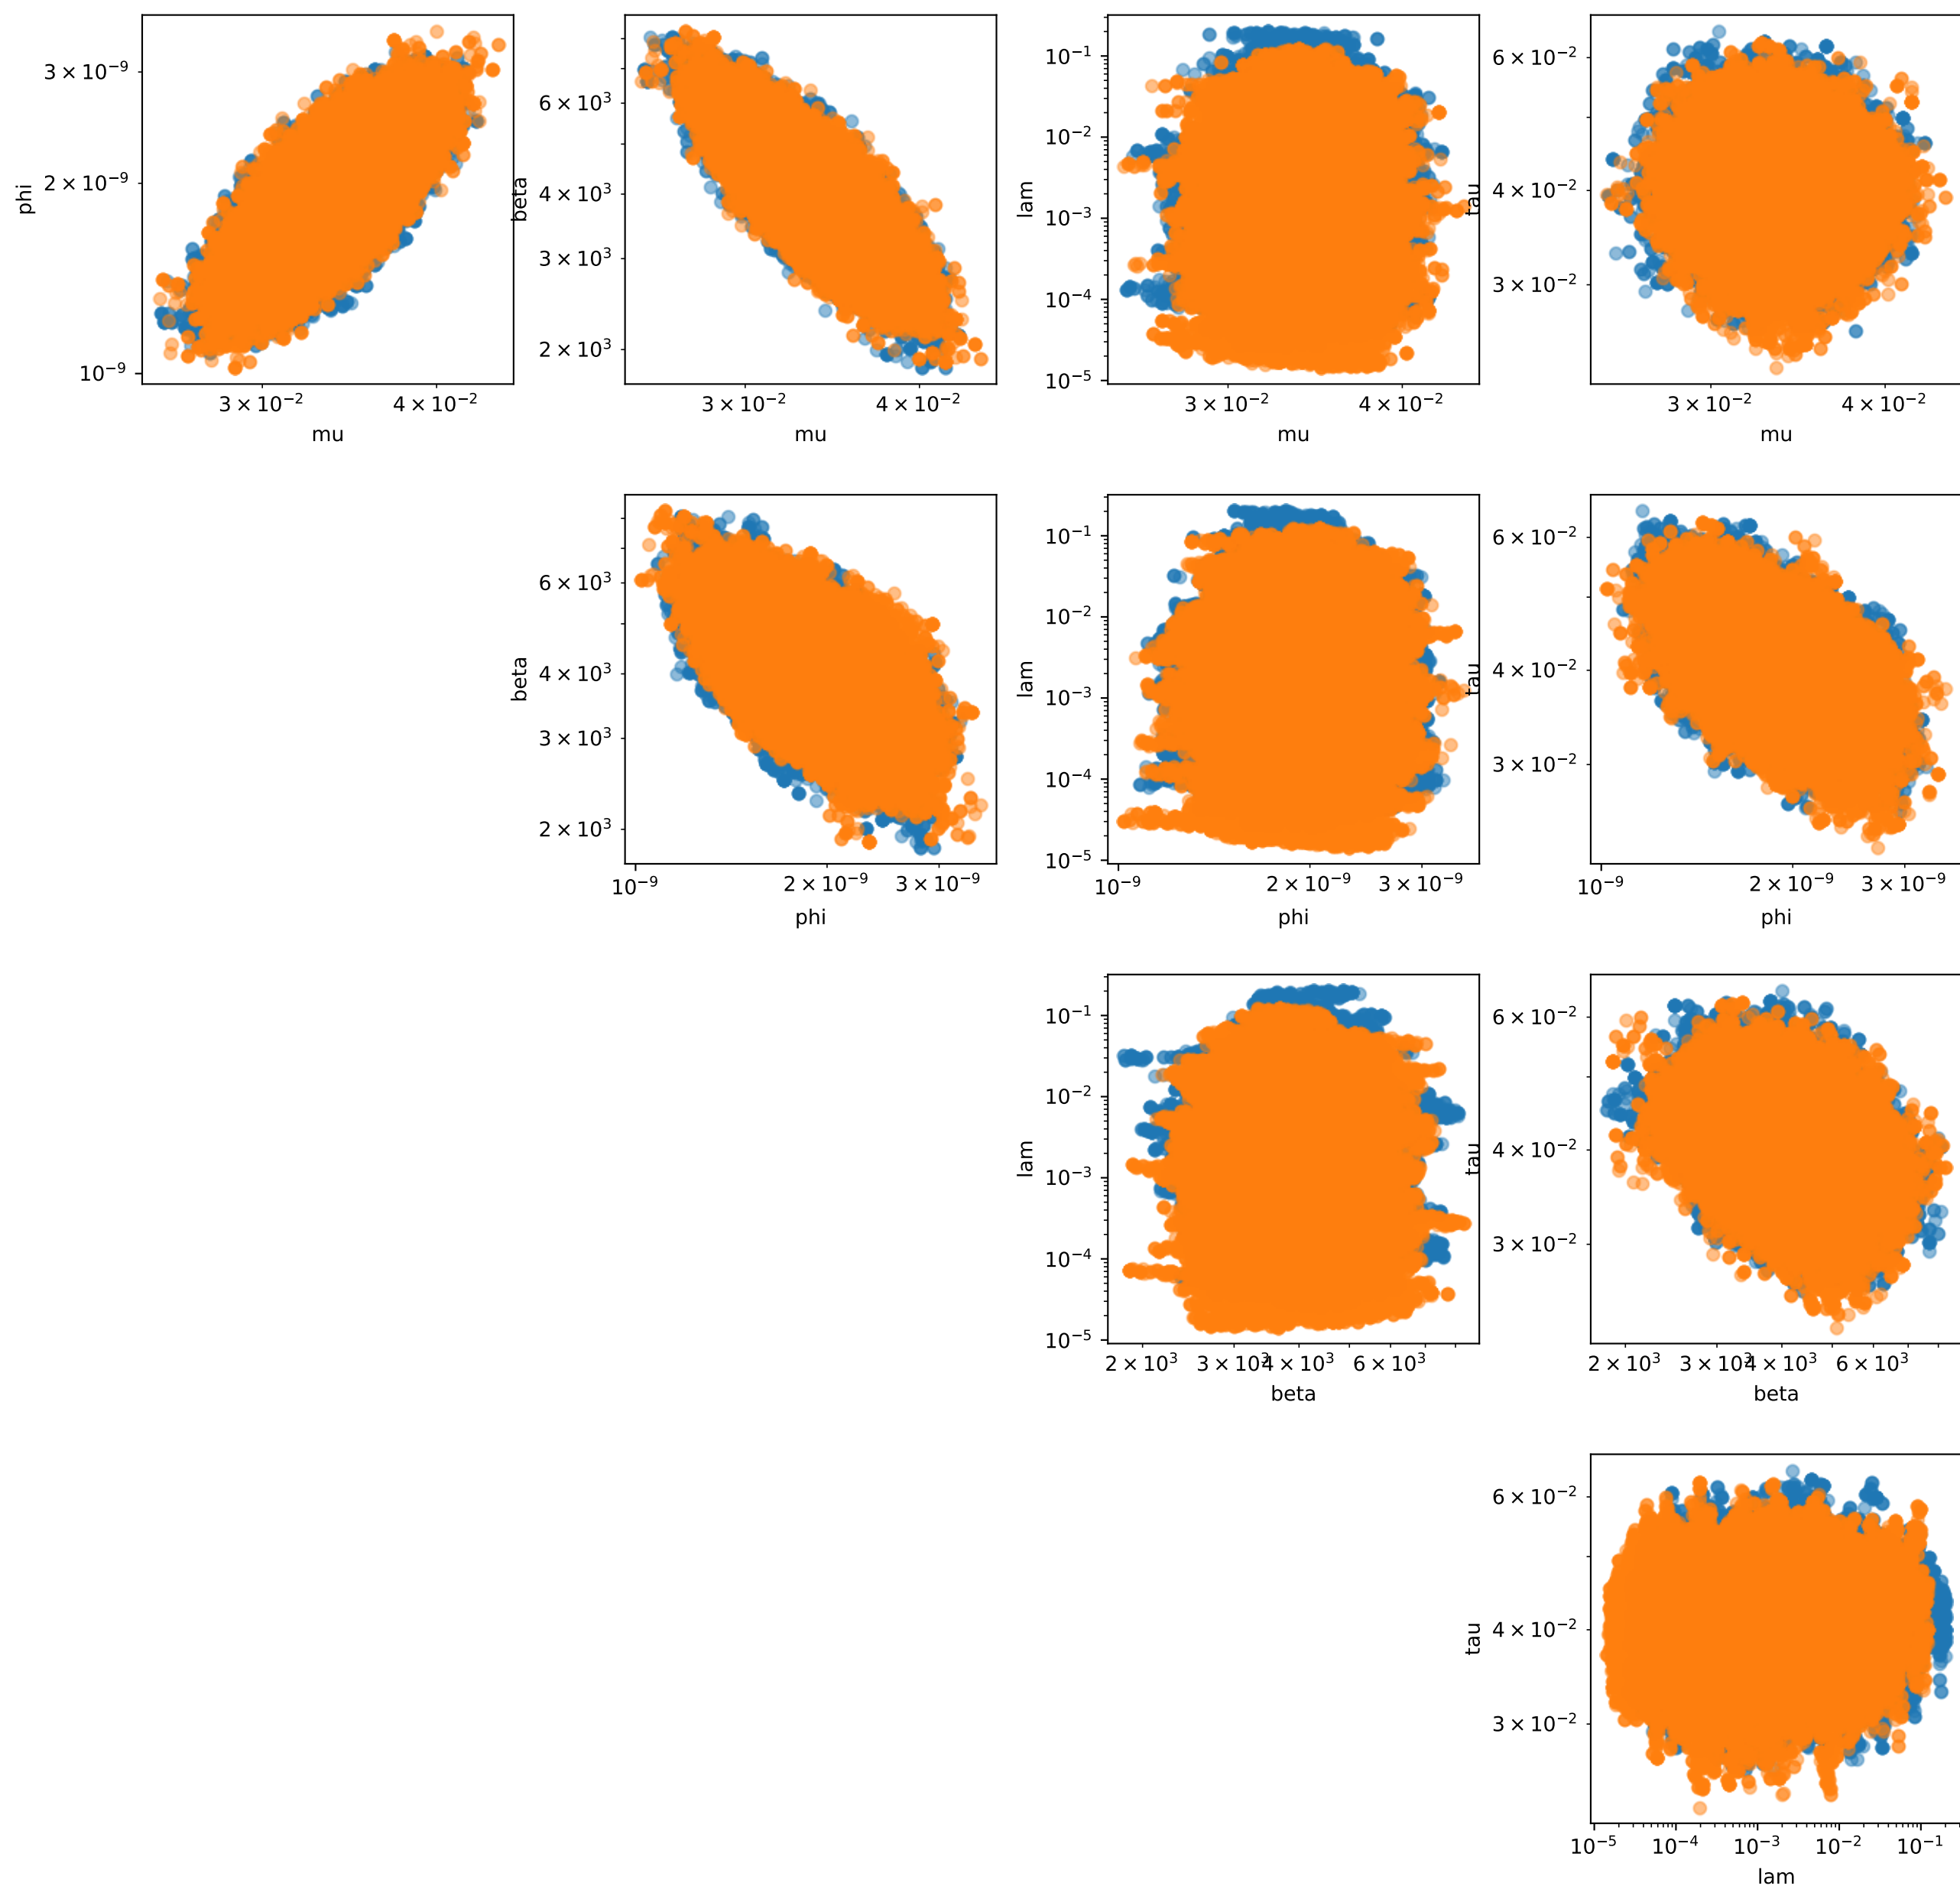 phi
3 × 10⁻⁹
2 × 10⁻⁹
10⁻⁹
3 × 10⁻²
4 × 10⁻²
mu
beta
6 × 10³
4 × 10³
3 × 10³
2 × 10³
3 × 10⁻²
4 × 10⁻²
mu
lam
10⁻¹
10⁻²
10⁻³
10⁻⁴
10⁻⁵
3 × 10⁻²
4 × 10⁻²
mu
tau
6 × 10⁻²
4 × 10⁻²
3 × 10⁻²
3 × 10⁻²
4 × 10⁻²
mu
beta
6 × 10³
4 × 10³
3 × 10³
2 × 10³
10⁻⁹
2 × 10⁻⁹
3 × 10⁻⁹
phi
lam
10⁻¹
10⁻²
10⁻³
10⁻⁴
10⁻⁵
10⁻⁹
2 × 10⁻⁹
3 × 10⁻⁹
phi
tau
6 × 10⁻²
4 × 10⁻²
3 × 10⁻²
10⁻⁹
2 × 10⁻⁹
3 × 10⁻⁹
phi
lam
10⁻¹
10⁻²
10⁻³
10⁻⁴
10⁻⁵
2 × 10³
3 × 10³
4 × 10³
6 × 10³
beta
tau
6 × 10⁻²
4 × 10⁻²
3 × 10⁻²
2 × 10³
3 × 10³
4 × 10³
6 × 10³
beta
tau
6 × 10⁻²
4 × 10⁻²
3 × 10⁻²
10⁻⁵
10⁻⁴
10⁻³
10⁻²
10⁻¹
lam